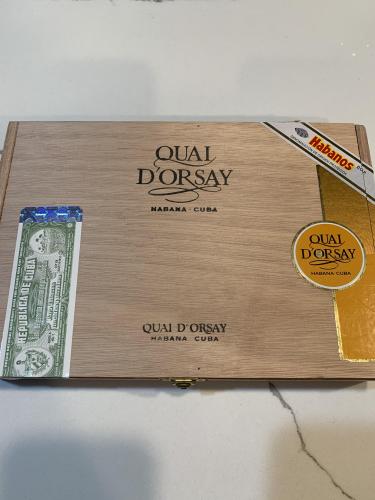 QUAI
D'ORSAY
HABANA - CUBA
Habanos
QUAI
D'ORSAY
HABANA CUBA
REPUBLICA DE CUBA
QUAI D'ORSAY
HABANA CUBA